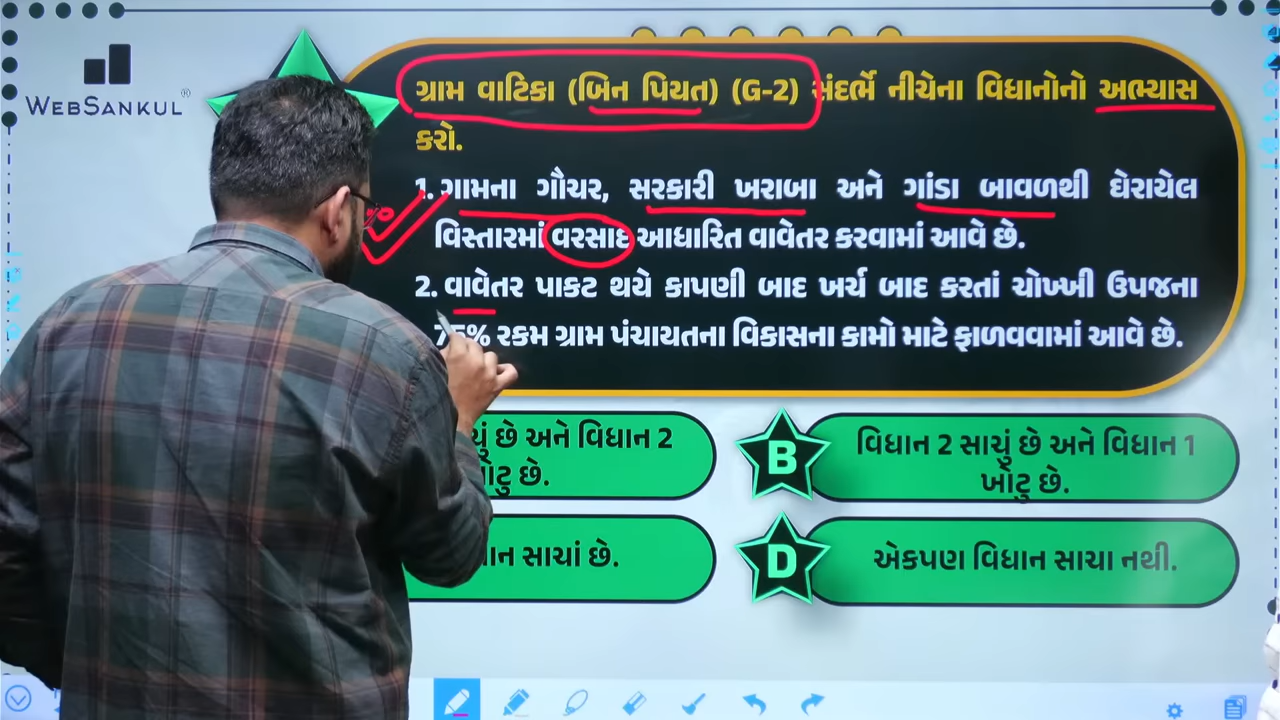 WEBSANKUL®
ગ્રામ વાટિકા (બિન પિયત) (G-2) સંદર્ભે નીચેના વિધાનોનો અભ્યાસ
કરો.
1. ગામના ગૌચર, સરકારી ખરાબા અને ગાંડા બાવળથી ઘેરાયેલ
વિસ્તારમાં વરસાદ આધારિત વાવેતર કરવામાં આવે છે.
2. વાવેતર પાકટ થયે કાપણી બાદ ખર્ચ બાદ કરતાં ચોખ્ખી ઉપજના
75% રકમ ગ્રામ પંચાયતના વિકાસના કામો માટે ફાળવવામાં આવે છે.
છે અને વિધાન 2
છે.
B વિધાન 2 સાચું છે અને વિધાન 1
ખોટુ છે.
સાચાં છે.
D એકપણ વિધાન સાચા નથી.